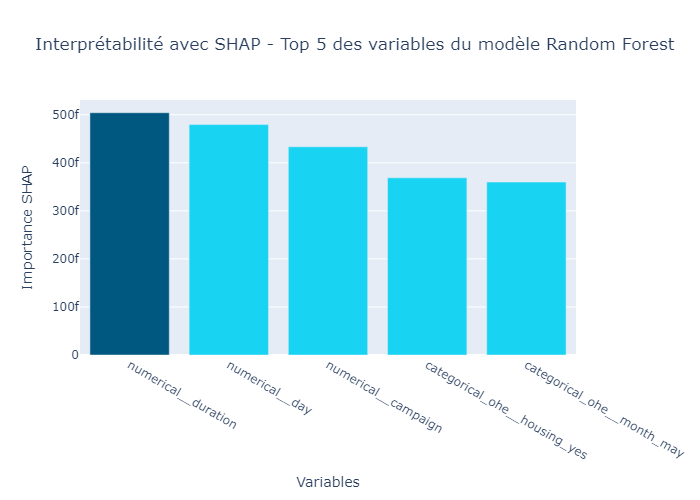 Interprétabilité avec SHAP - Top 5 des variables du modèle Random Forest
Importance SHAP
500f
400f
300f
200f
100f
0
numerical__duration
numerical__day
numerical__campaign
categorical_ohe__housing_yes
categorical_ohe__month_may
Variables